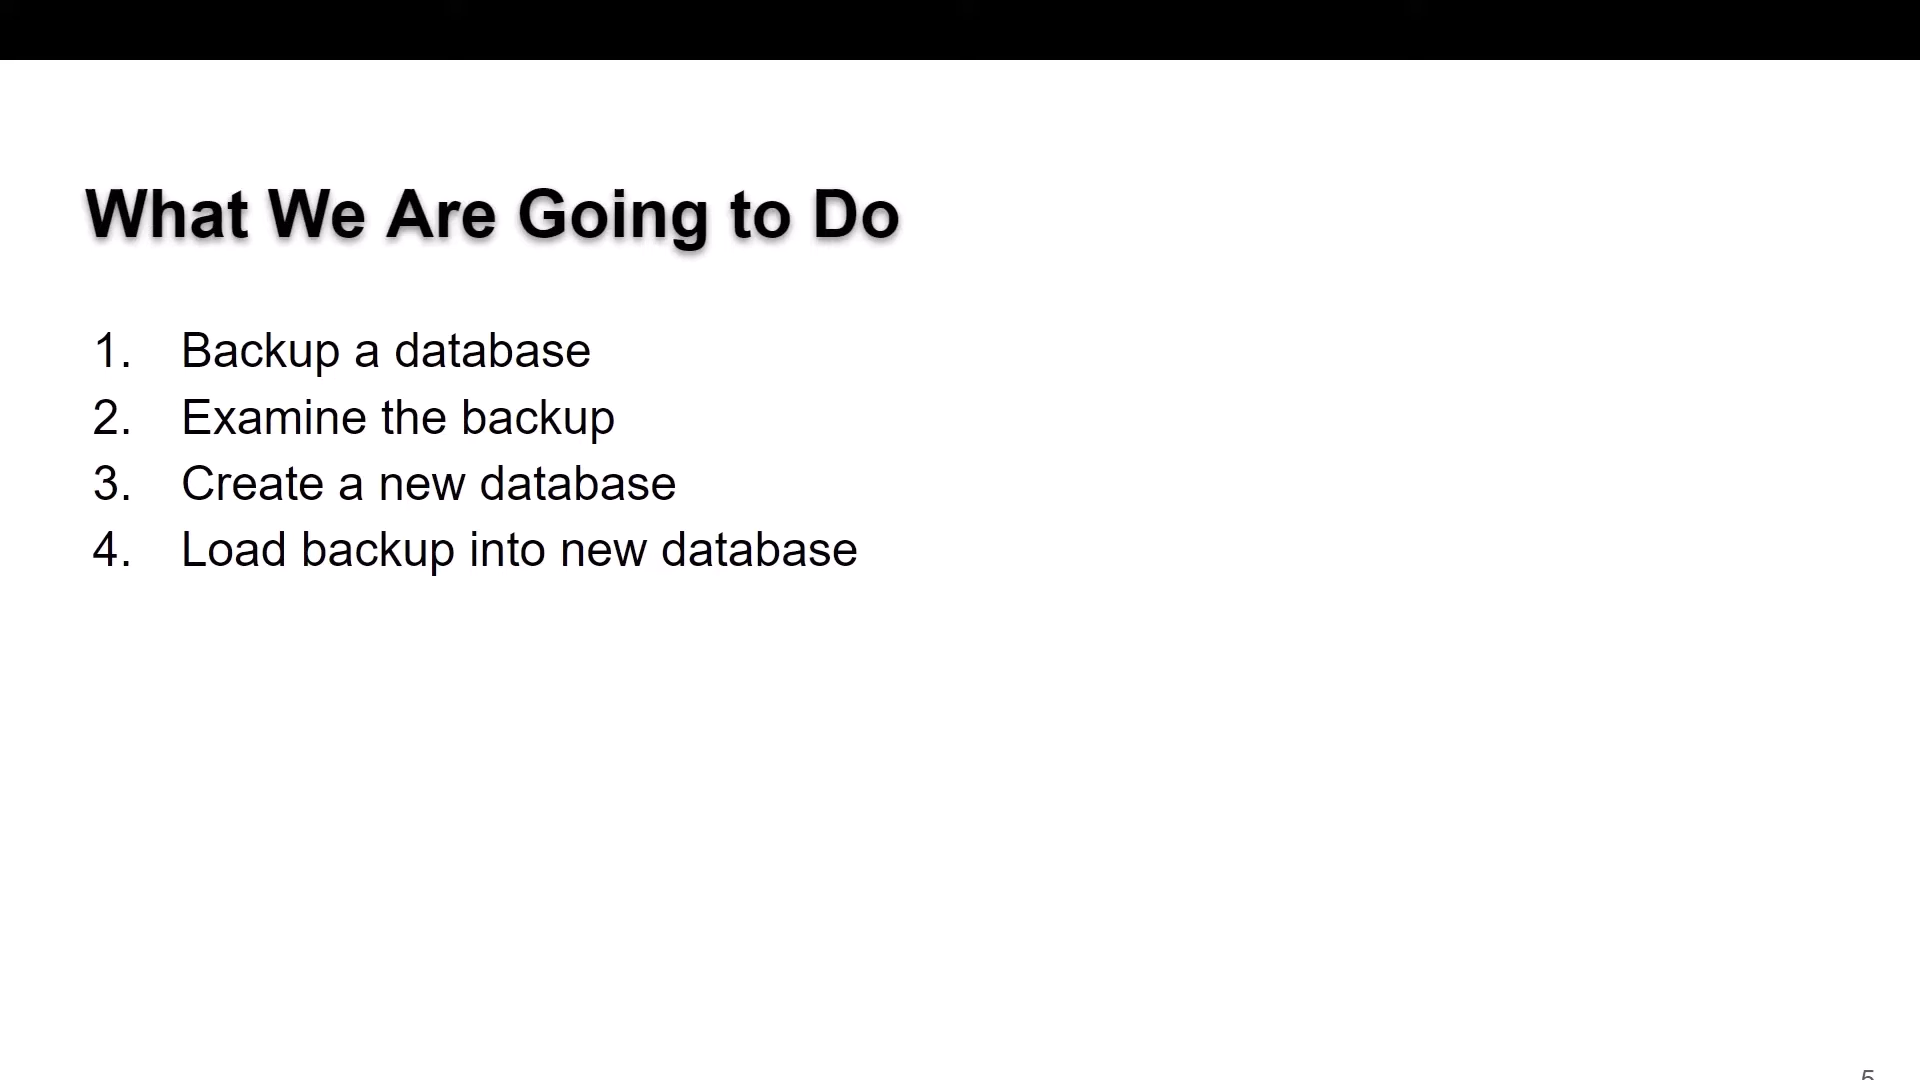 What We Are Going to Do
1. Backup a database
2. Examine the backup
3. Create a new database
4. Load backup into new database
5